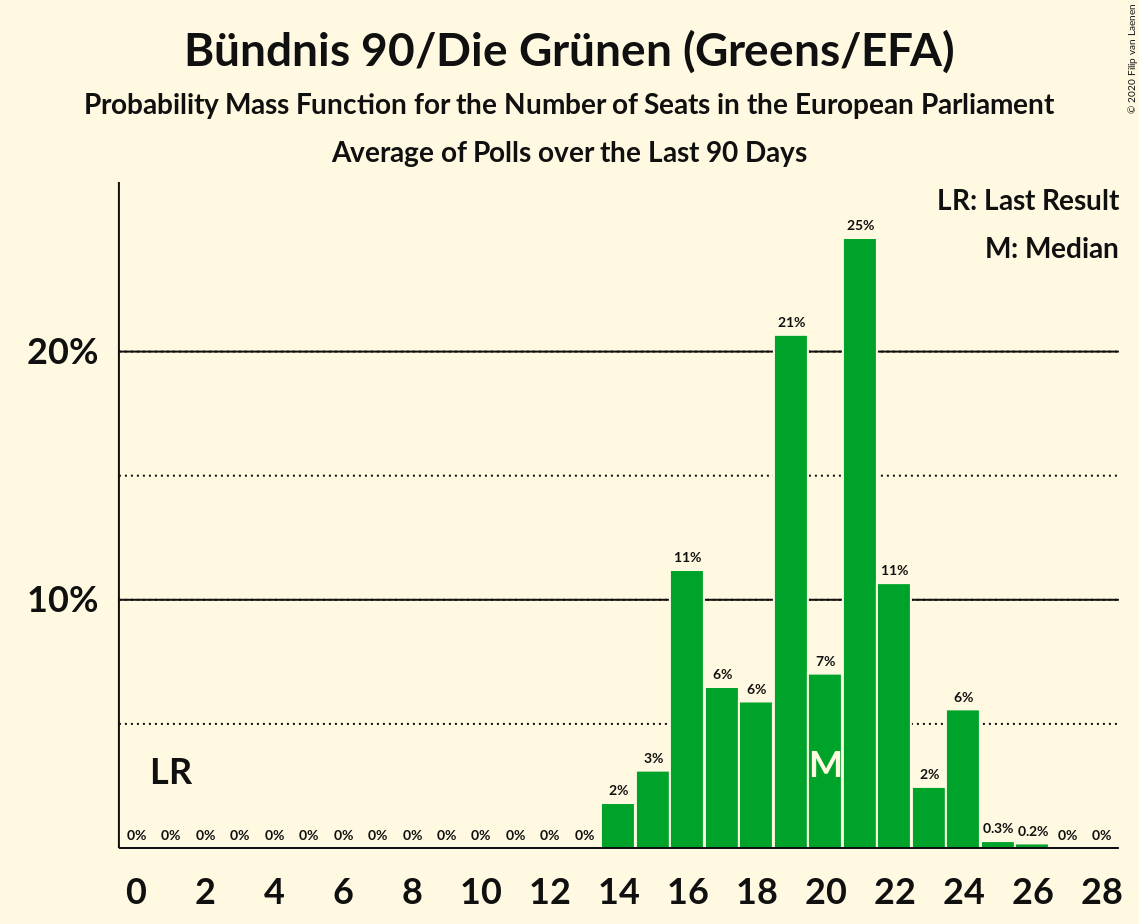 Bündnis 90/Die Grünen (Greens/EFA)
Probability Mass Function for the Number of Seats in the European Parliament
Average of Polls over the Last 90 Days
© 2020 Filip van Laenen
LR: Last Result
M: Median
25%
21%
20%
11%
11%
10%
7%
6%
6%
6%
LR
M
3%
2%
2%
0% 0% 0% 0% 0% 0% 0% 0% 0% 0% 0% 0% 0% 0% 0.3% 0.2% 0% 0%
0 2 4 6 8 10 12 14 16 18 20 22 24 26 28